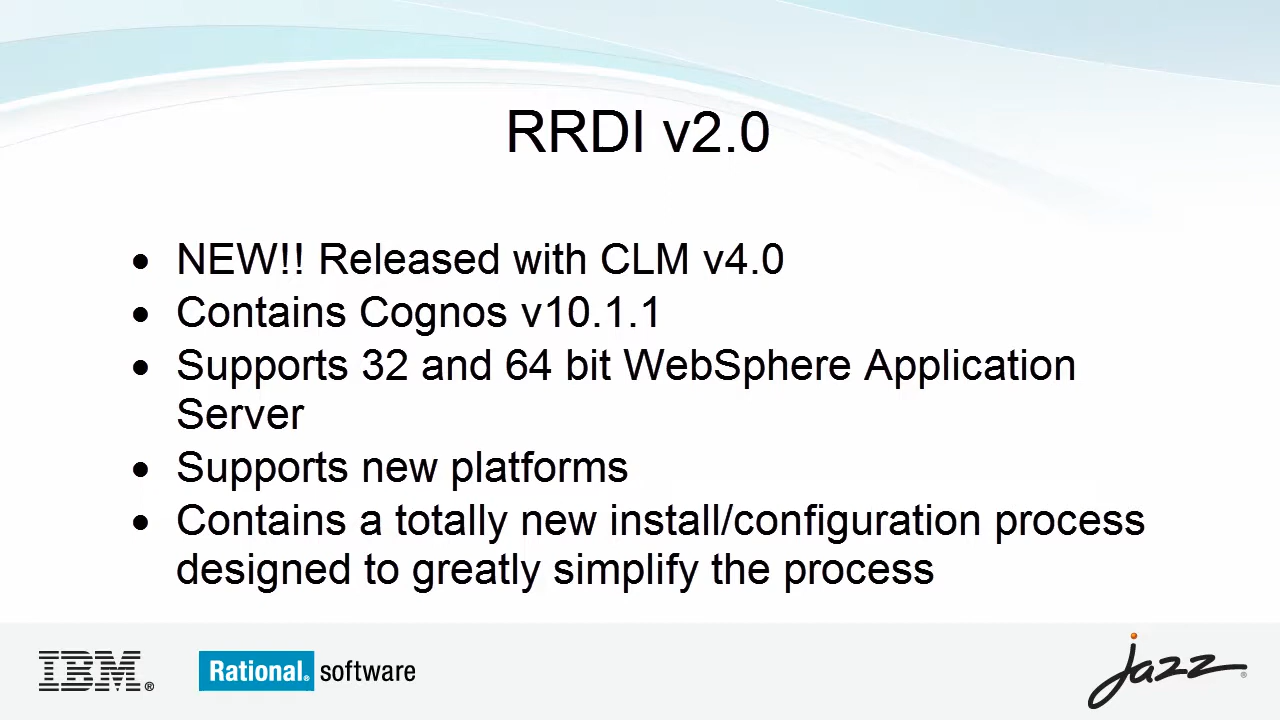 RRDI v2.0
• NEW!! Released with CLM v4.0
• Contains Cognos v10.1.1
• Supports 32 and 64 bit WebSphere Application
Server
• Supports new platforms
• Contains a totally new install/configuration process
designed to greatly simplify the process
IBM® Rational® software jazz®